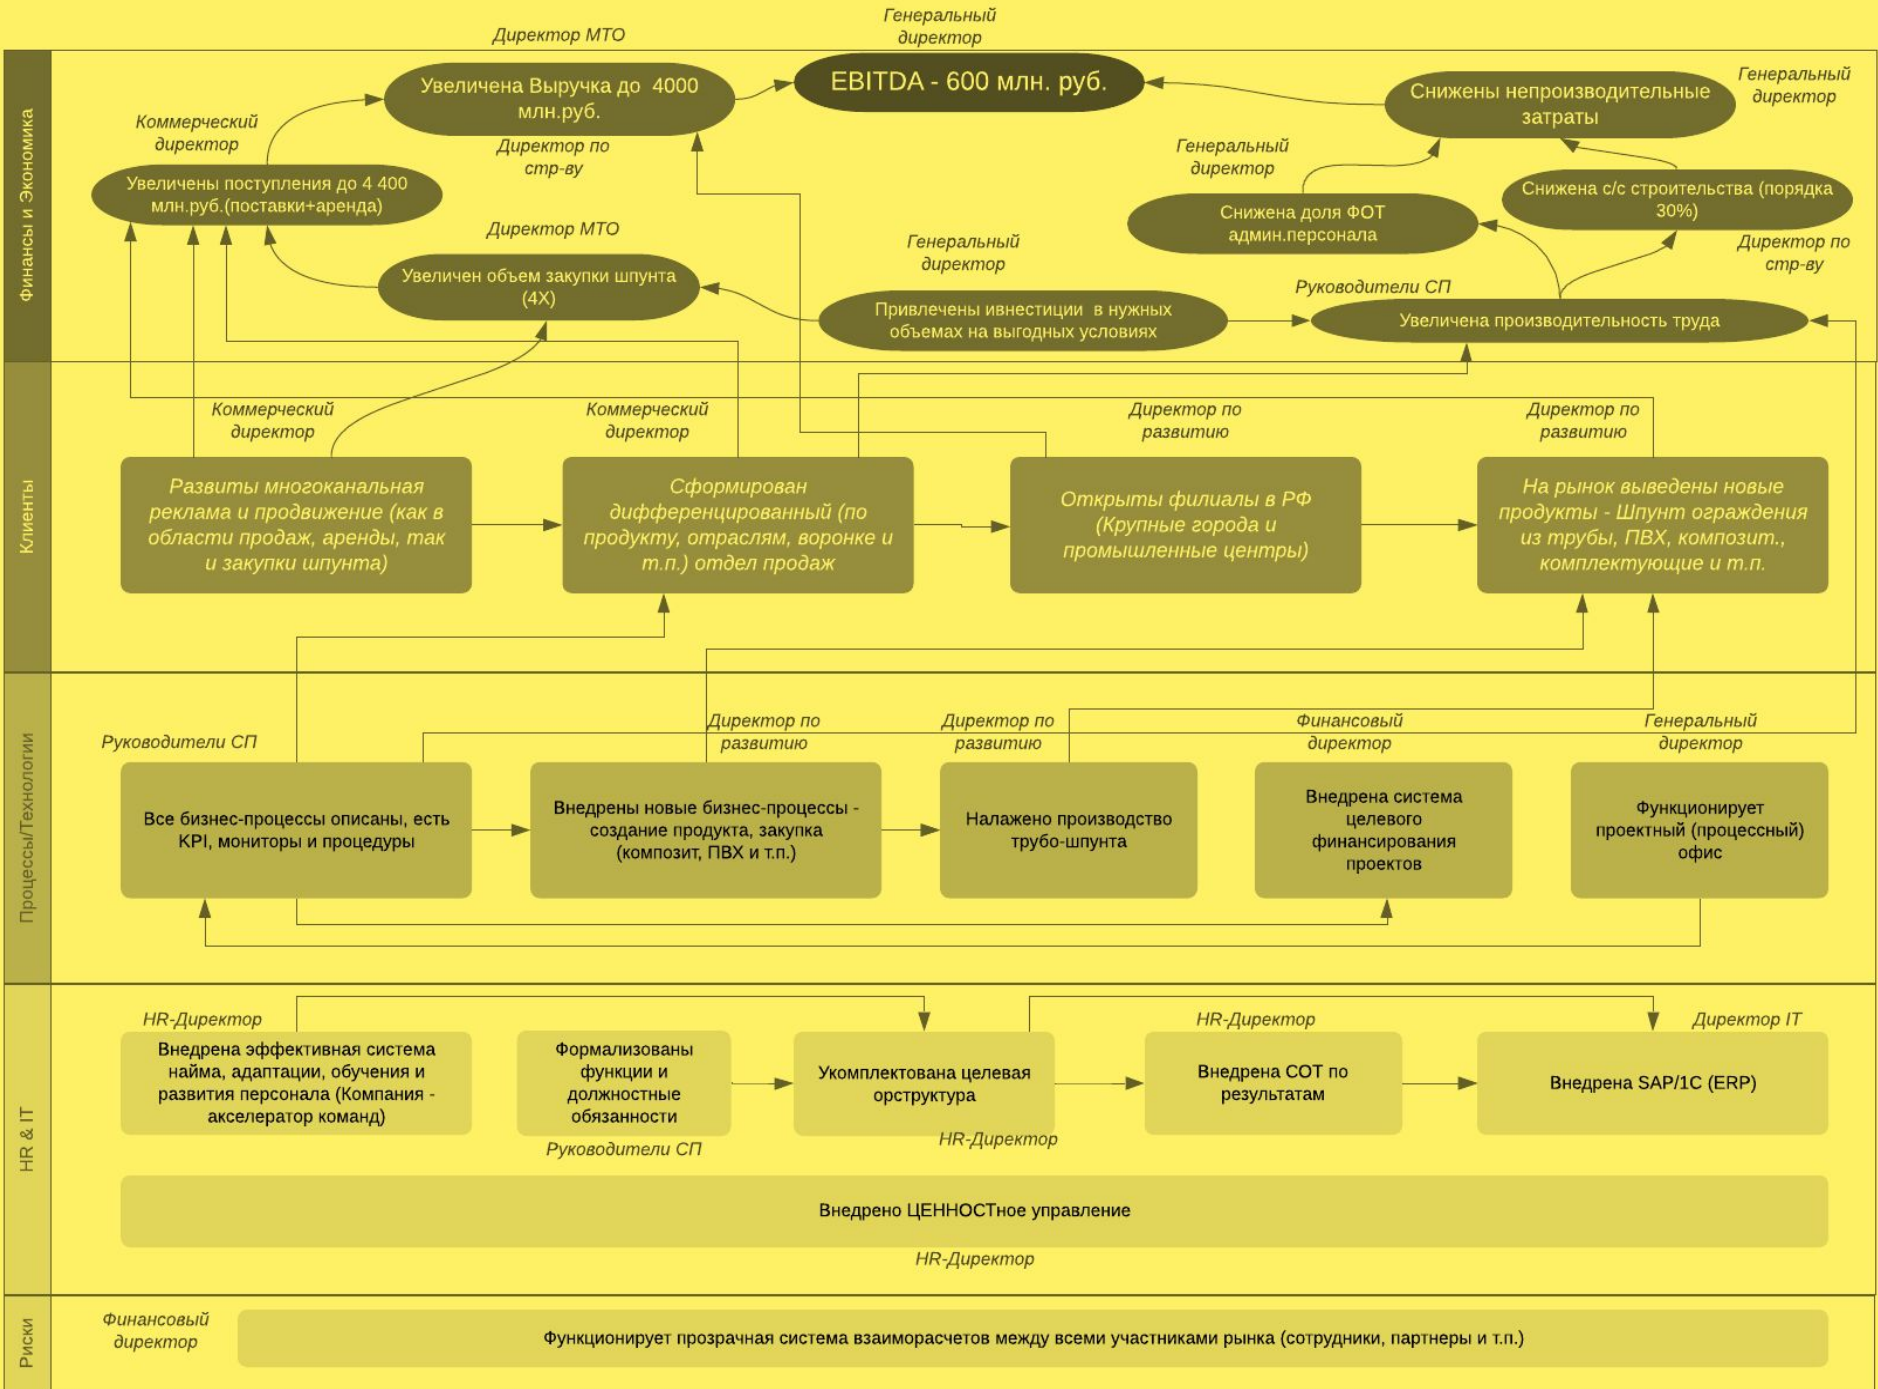 Генеральный
директор
Директор МТО
EBITDA - 600 млн. руб.
Увеличена Выручка до 4000
млн.руб.
Генеральный
директор
Снижены непроизводительные
затраты
Финансы и Экономика
Коммерческий
директор
Директор по
стр-ву
Генеральный
директор
Увеличены поступления до 4 400
млн.руб.(поставки+аренда)
Снижена с/с строительства (порядка
30%)
Снижена доля ФОТ
админ.персонала
Директор МТО
Генеральный
директор
Директор по
стр-ву
Увеличен объем закупки шпунта
(4X)
Руководители СП
Привлечены ивнестиции в нужных
объемах на выгодных условиях
Увеличена производительность труда
Клиенты
Коммерческий
директор
Коммерческий
директор
Директор по
развитию
Директор по
развитию
Развиты многоканальная
реклама и продвижение (как в
области продаж, аренды, так
и закупки шпунта)
Сформирован
дифференцированный (по
продукту, отраслям, воронке и
т.п.) отдел продаж
Открыты филиалы в РФ
(Крупные города и
промышленные центры)
На рынок выведены новые
продукты - Шпунт ограждения
из трубы, ПВХ, композит.,
комплектующие и т.п.
Процессы/Технологии
Руководители СП
Директор по
развитию
Директор по
развитию
Финансовый
директор
Генеральный
директор
Все бизнес-процессы описаны, есть
KPI, мониторы и процедуры
Внедрены новые бизнес-процессы -
создание продукта, закупка
(композит, ПВХ и т.п.)
Налажено производство
трубо-шпунта
Внедрена система
целевого
финансирования
проектов
Функционирует
проектный (процессный)
офис
HR & IT
HR-Директор
HR-Директор
Директор IT
Внедрена эффективная система
найма, адаптации, обучения и
развития персонала (Компания -
акселератор команд)
Формализованы
функции и
должностные
обязанности
Укомплектована целевая
орструктура
Внедрена СОТ по
результатам
Внедрена SAP/1С (ERP)
Руководители СП
HR-Директор
Внедрено ЦЕННОСТное управление
HR-Директор
Риски
Финансовый
директор
Функционирует прозрачная система взаиморасчетов между всеми участниками рынка (сотрудники, партнеры и т.п.)